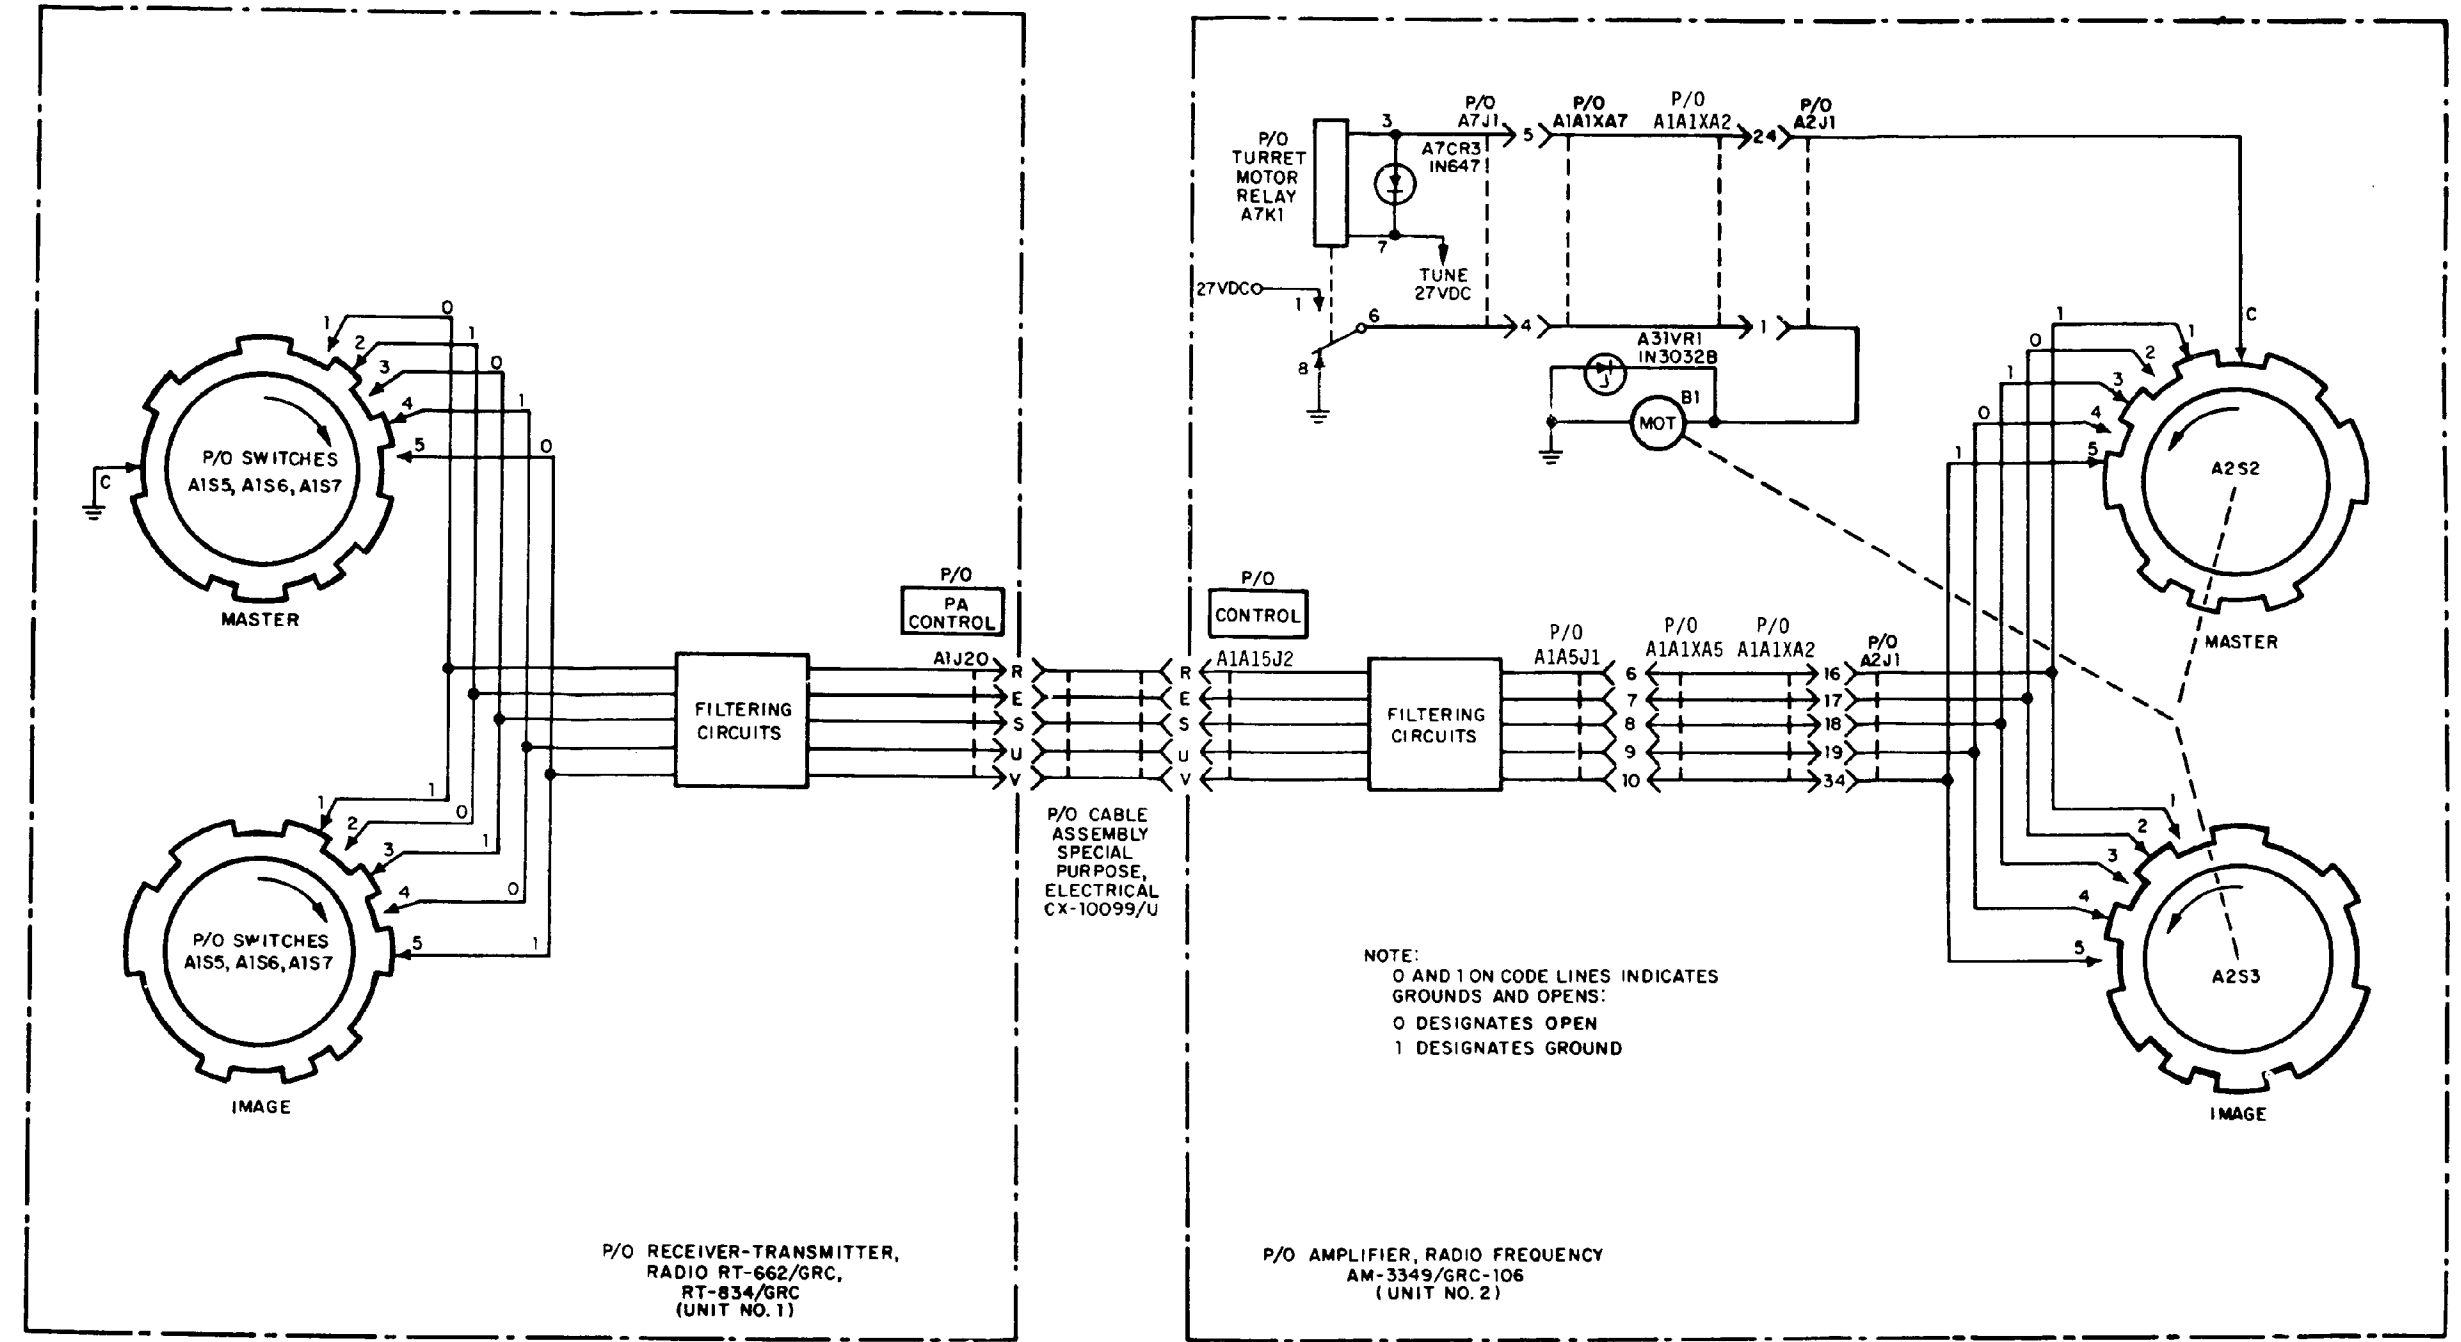 P/O
TURRET
MOTOR
RELAY
A7K1
3
7
A7CR3
IN647
TUNE
27VDC
27VDC
1
6
8
P/O
A7J1
5
4
P/O
A1A1XA7
P/O
A1A1XA2
24
1
P/O
A2J1
A31VR1
IN3032B
MOT
B1
C
0
1
0
1
0
1
2
3
4
5
C
P/O SWITCHES
A1S5, A1S6, A1S7
MASTER
1
0
1
0
1
1
2
3
4
5
P/O SWITCHES
A1S5, A1S6, A1S7
IMAGE
FILTERING
CIRCUITS
P/O
PA
CONTROL
A1J20
R
E
S
U
V
P/O CABLE
ASSEMBLY
SPECIAL
PURPOSE,
ELECTRICAL
CX-10099/U
R
E
S
U
V
P/O
CONTROL
A1A15J2
FILTERING
CIRCUITS
P/O
A1A5J1
6
7
8
9
10
P/O
A1A1XA5
P/O
A1A1XA2
16
17
18
19
34
P/O
A2J1
1
0
1
0
1
1
2
3
4
5
A2S2
MASTER
1
2
3
4
5
A2S3
IMAGE
NOTE:
0 AND 1 ON CODE LINES INDICATES
GROUNDS AND OPENS:
0 DESIGNATES OPEN
1 DESIGNATES GROUND
P/O RECEIVER-TRANSMITTER,
RADIO RT-662/GRC,
RT-834/GRC
(UNIT NO. 1)
P/O AMPLIFIER, RADIO FREQUENCY
AM-3349/GRC-106
(UNIT NO. 2)